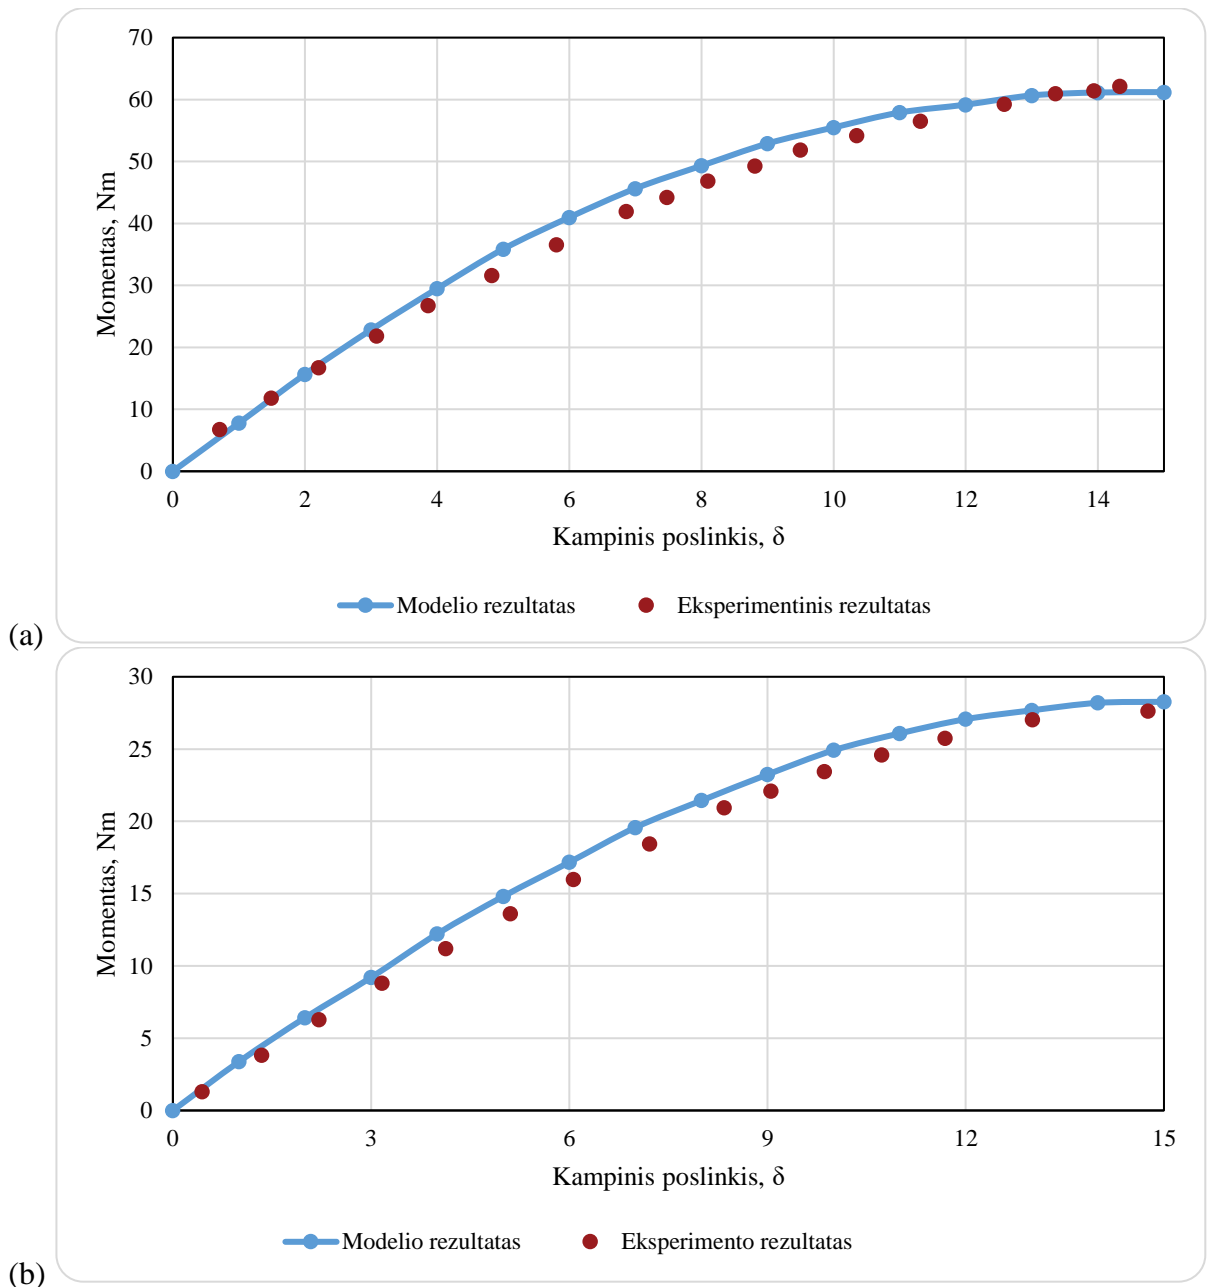 70
60
50
40
30
20
10
0
Momentas, Nm
0 2 4 6 8 10 12 14
Kampinis poslinkis, δ
Modelio rezultatas Eksperimentinis rezultatas
(a)
30
25
20
15
10
5
0
Momentas, Nm
0 3 6 9 12 15
Kampinis poslinkis, δ
Modelio rezultatas Eksperimento rezultatas
(b)